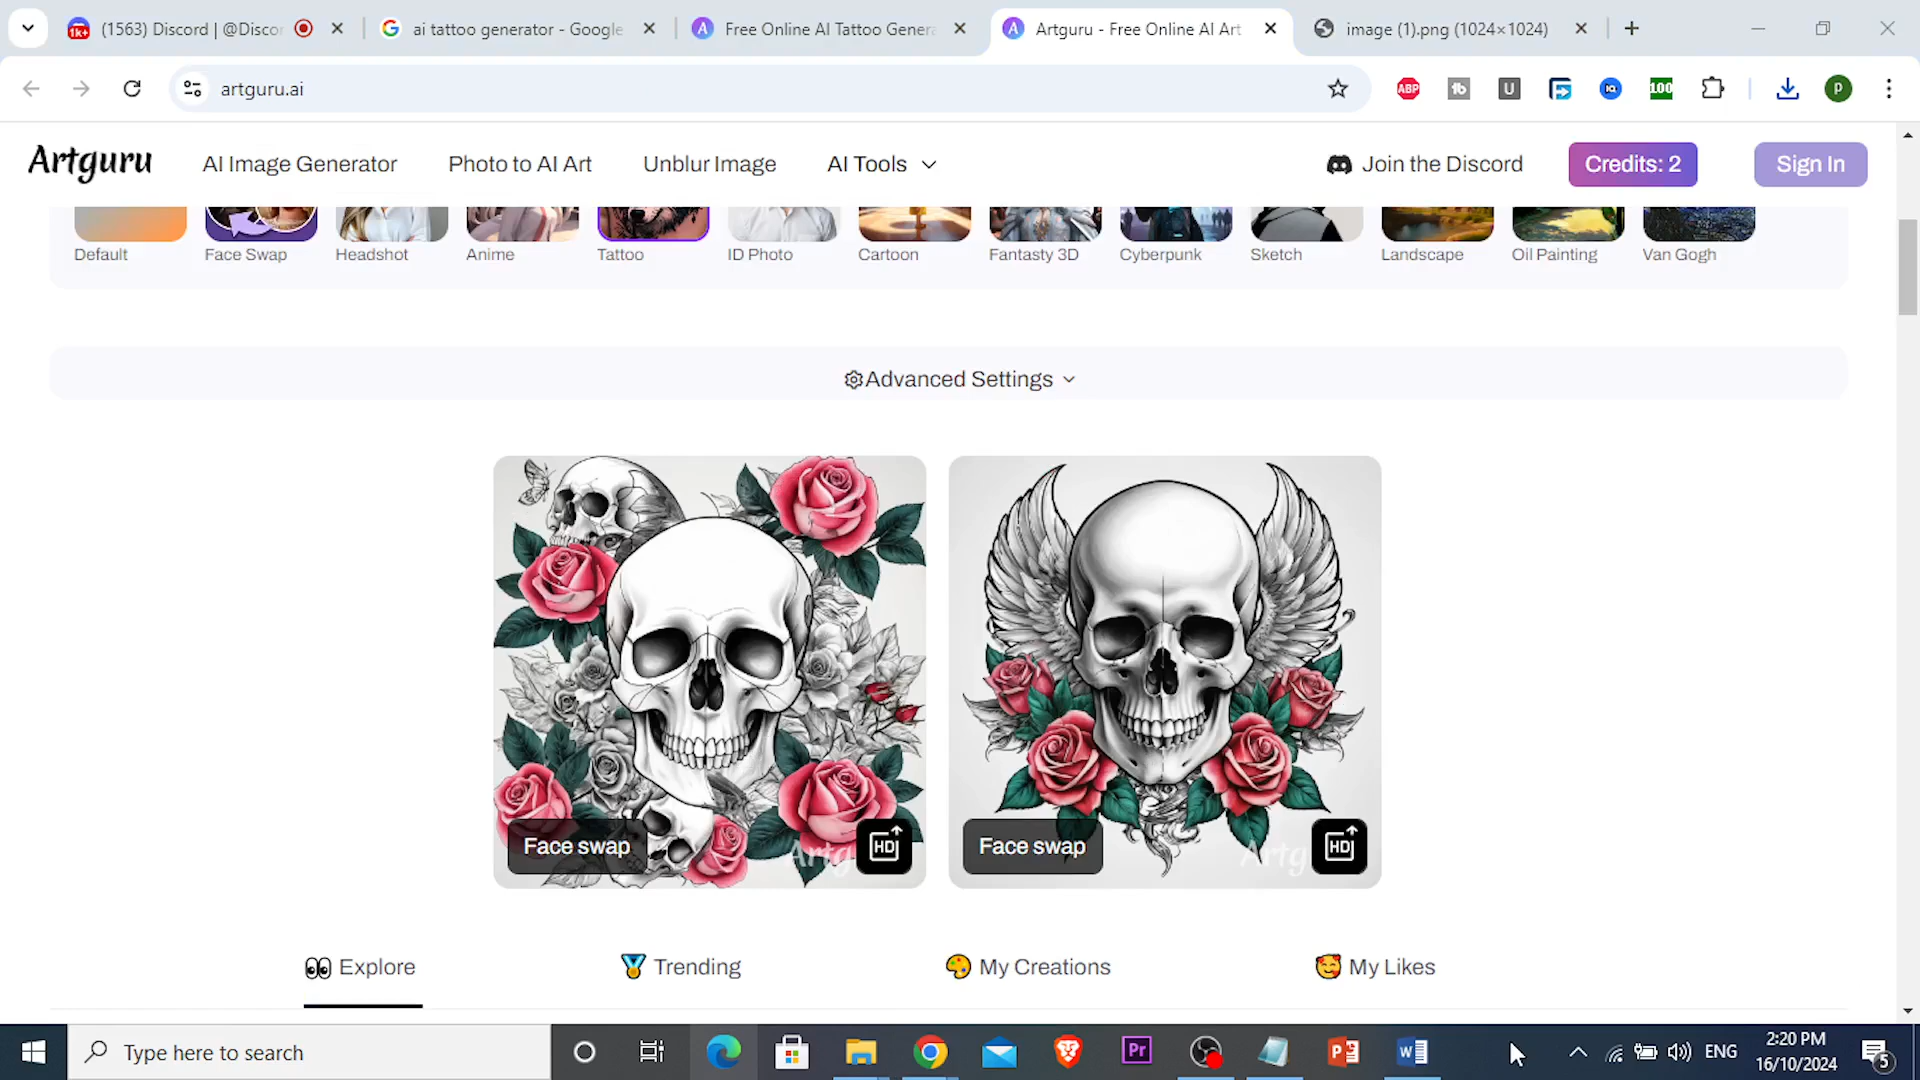 (1563) Discord | @Discor
ai tattoo generator - Google
Free Online AI Tattoo Genera
Artguru - Free Online AI Art
image (1).png (1024×1024)
artguru.ai
Artguru
AI Image Generator
Photo to AI Art
Unblur Image
AI Tools
Join the Discord
Credits: 2
Sign In
Default
Face Swap
Headshot
Anime
Tattoo
ID Photo
Cartoon
Fantasty 3D
Cyberpunk
Sketch
Landscape
Oil Painting
Van Gogh
Advanced Settings
Face swap
Artg
HD
Face swap
Artg
HD
Explore
Trending
My Creations
My Likes
Type here to search
ENG
2:20 PM
16/10/2024
5